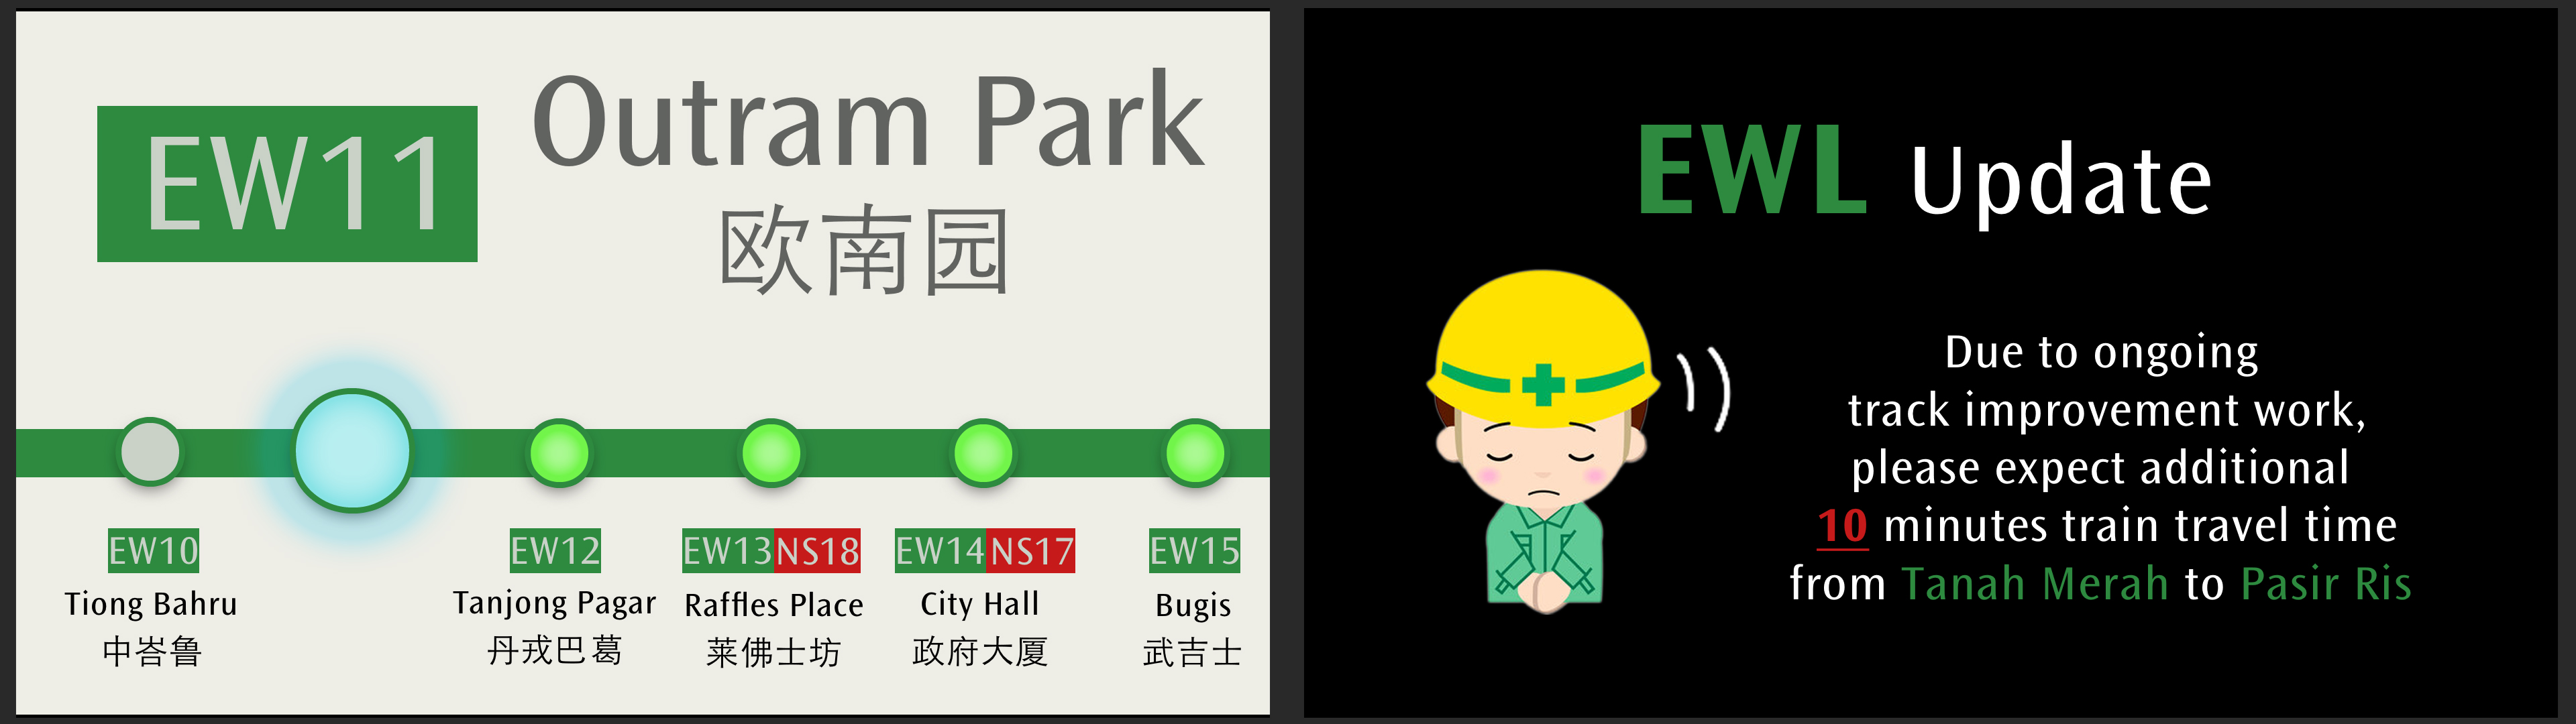 EW11
Outram Park
欧南园
EW10
Tiong Bahru
中峇鲁
EW12
Tanjong Pagar
丹戎巴葛
EW13 NS18
Raffles Place
莱佛士坊
EW14 NS17
City Hall
政府大厦
EW15
Bugis
武吉士
EWL Update
Due to ongoing
track improvement work,
please expect additional
10 minutes train travel time
from Tanah Merah to Pasir Ris